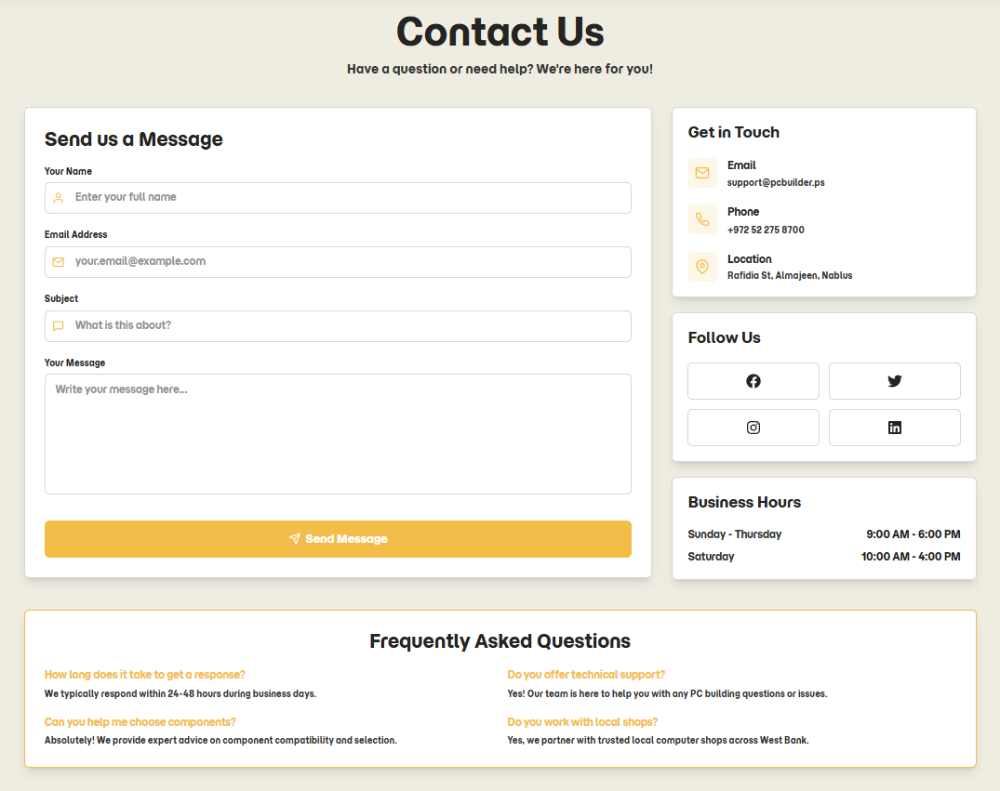 Contact Us
Have a question or need help? We're here for you!
Send us a Message
Your Name
Enter your full name
Email Address
your.email@example.com
Subject
What is this about?
Your Message
Write your message here...
Send Message
Get in Touch
Email
support@pcbuilder.ps
Phone
+972 52 275 8700
Location
Rafidia St, Almajeen, Nablus
Follow Us
Business Hours
Sunday - Thursday 9:00 AM - 6:00 PM
Saturday 10:00 AM - 4:00 PM
Frequently Asked Questions
How long does it take to get a response?
We typically respond within 24-48 hours during business days.
Do you offer technical support?
Yes! Our team is here to help you with any PC building questions or issues.
Can you help me choose components?
Absolutely! We provide expert advice on component compatibility and selection.
Do you work with local shops?
Yes, we partner with trusted local computer shops across West Bank.